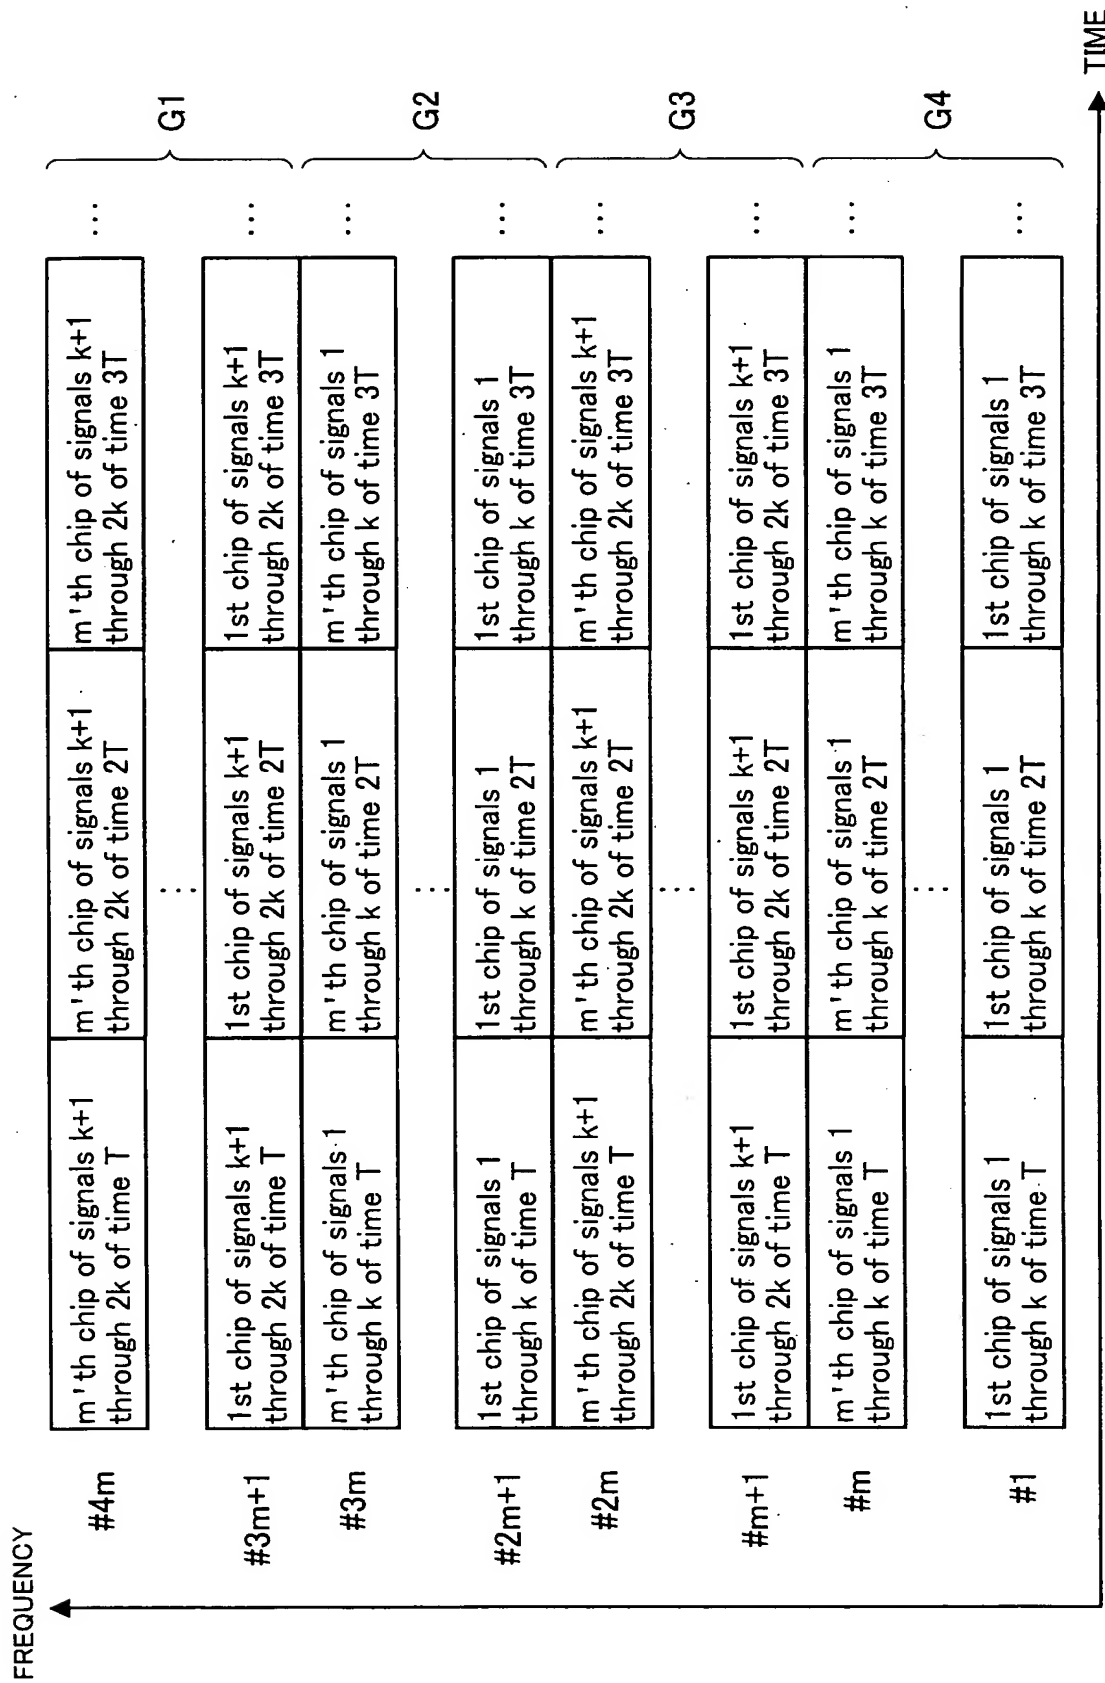 FREQUENCY
#4m
m'th chip of signals k+1
through 2k of time T
m'th chip of signals k+1
through 2k of time 2T
m'th chip of signals k+1
through 2k of time 3T
...
G1
...
#3m+1
1st chip of signals k+1
through 2k of time T
1st chip of signals k+1
through 2k of time 2T
1st chip of signals k+1
through 2k of time 3T
...
#3m
m'th chip of signals 1
through k of time T
m'th chip of signals 1
through k of time 2T
m'th chip of signals 1
through k of time 3T
...
G2
...
#2m+1
1st chip of signals 1
through k of time T
1st chip of signals 1
through k of time 2T
1st chip of signals 1
through k of time 3T
...
#2m
m'th chip of signals k+1
through 2k of time T
m'th chip of signals k+1
through 2k of time 2T
m'th chip of signals k+1
through 2k of time 3T
...
G3
...
#m+1
1st chip of signals k+1
through 2k of time T
1st chip of signals k+1
through 2k of time 2T
1st chip of signals k+1
through 2k of time 3T
...
#m
m'th chip of signals 1
through k of time T
m'th chip of signals 1
through k of time 2T
m'th chip of signals 1
through k of time 3T
...
G4
...
#1
1st chip of signals 1
through k of time T
1st chip of signals 1
through k of time 2T
1st chip of signals 1
through k of time 3T
...
TIME